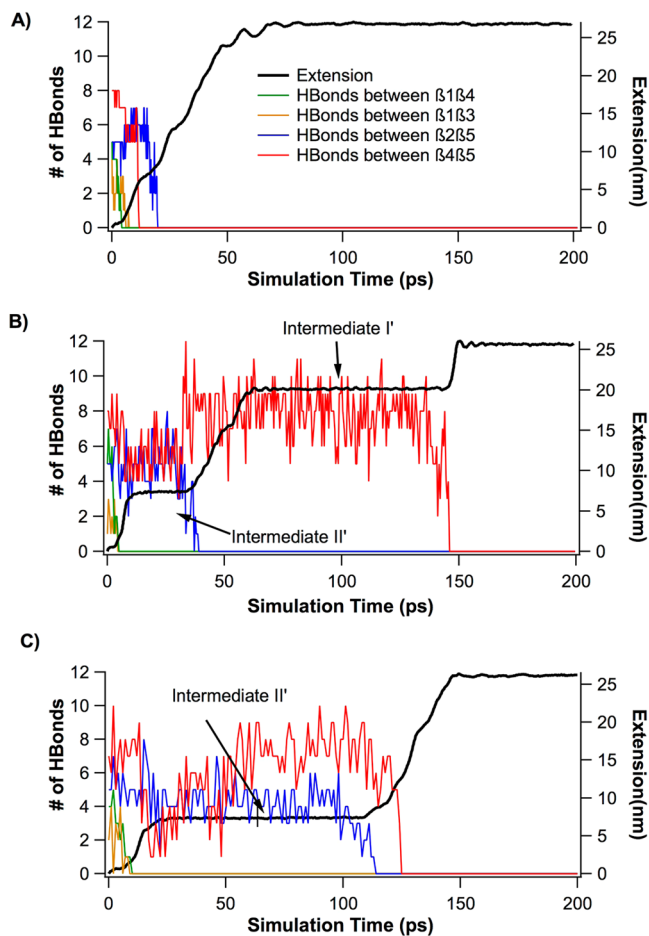 A)
12
10
8
6
4
2
0
# of HBonds
Extension
HBonds between ß1ß4
HBonds between ß1ß3
HBonds between ß2ß5
HBonds between ß4ß5
25
20
15
10
5
0
Extension(nm)
0 50 100 150 200
Simulation Time (ps)
B)
12
10
8
6
4
2
0
# of HBonds
Intermediate I'
Intermediate II'
25
20
15
10
5
0
Extension(nm)
0 50 100 150 200
Simulation Time (ps)
C)
12
10
8
6
4
2
0
# of HBonds
Intermediate II'
25
20
15
10
5
0
Extension(nm)
0 50 100 150 200
Simulation Time (ps)